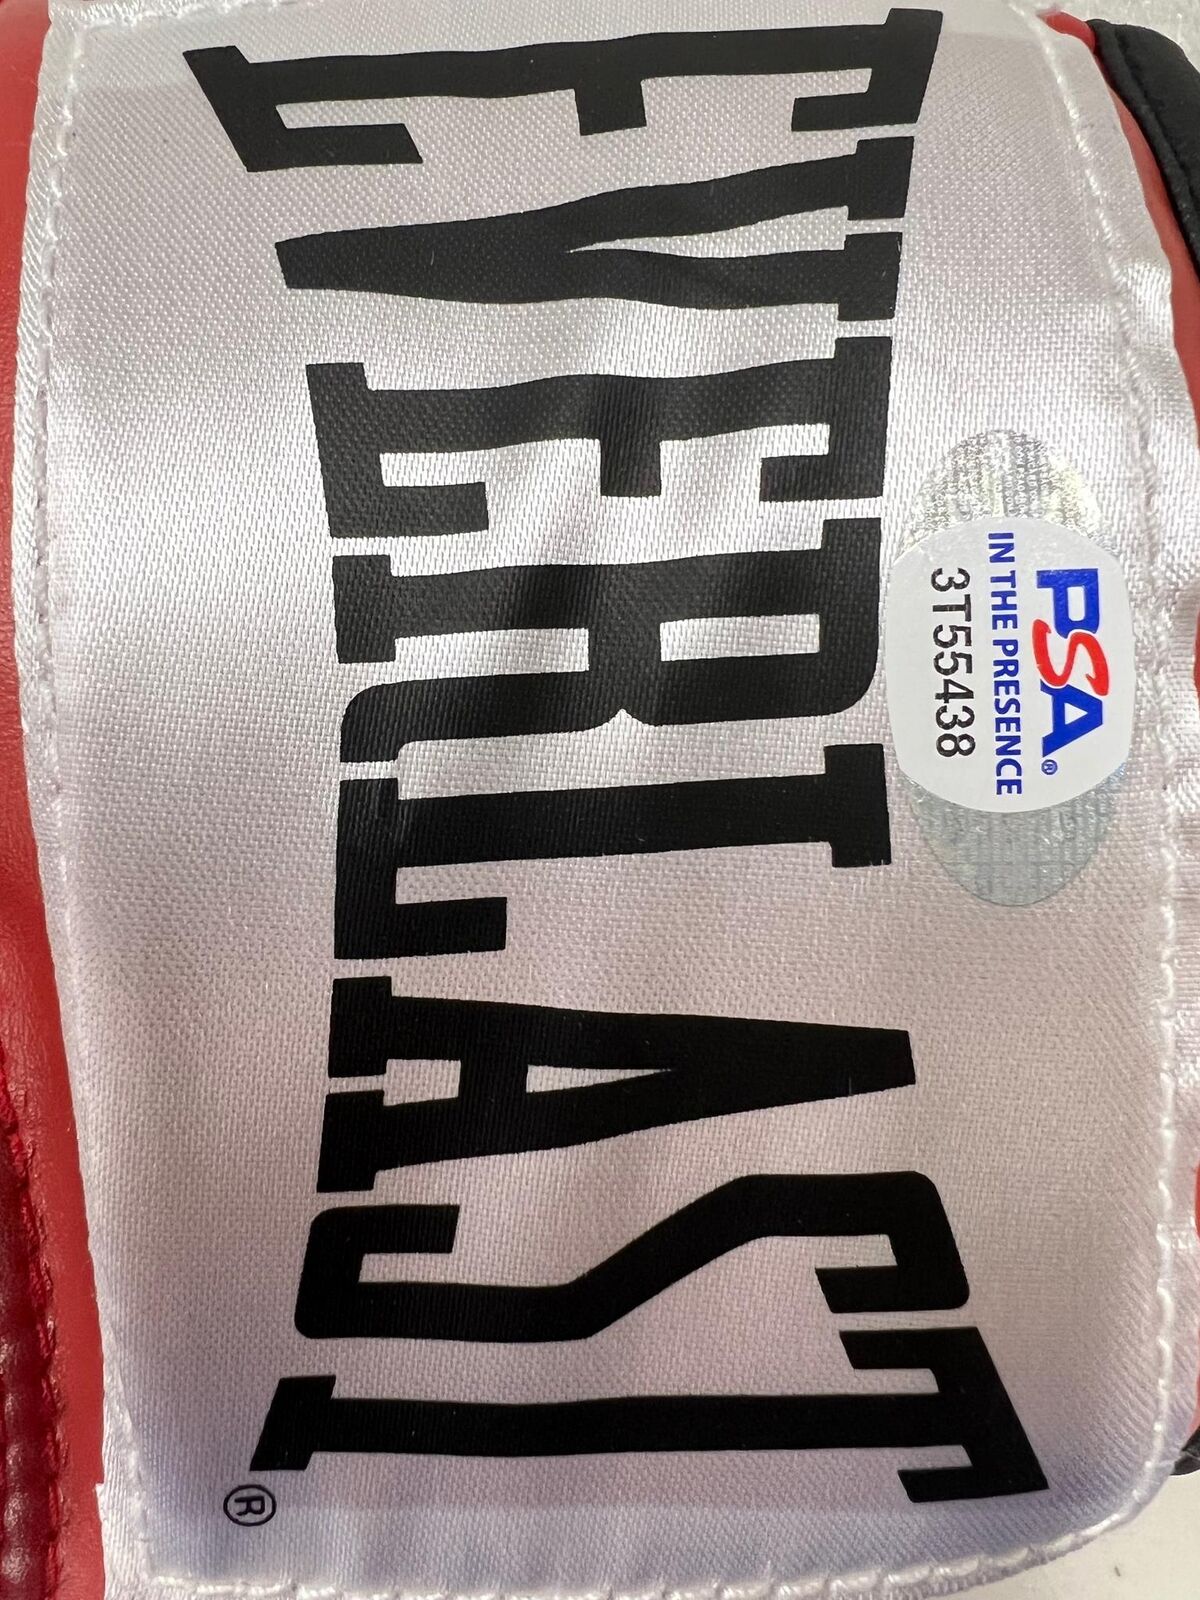 EVERLAST
®
PSA®
IN THE PRESENCE
3T55438